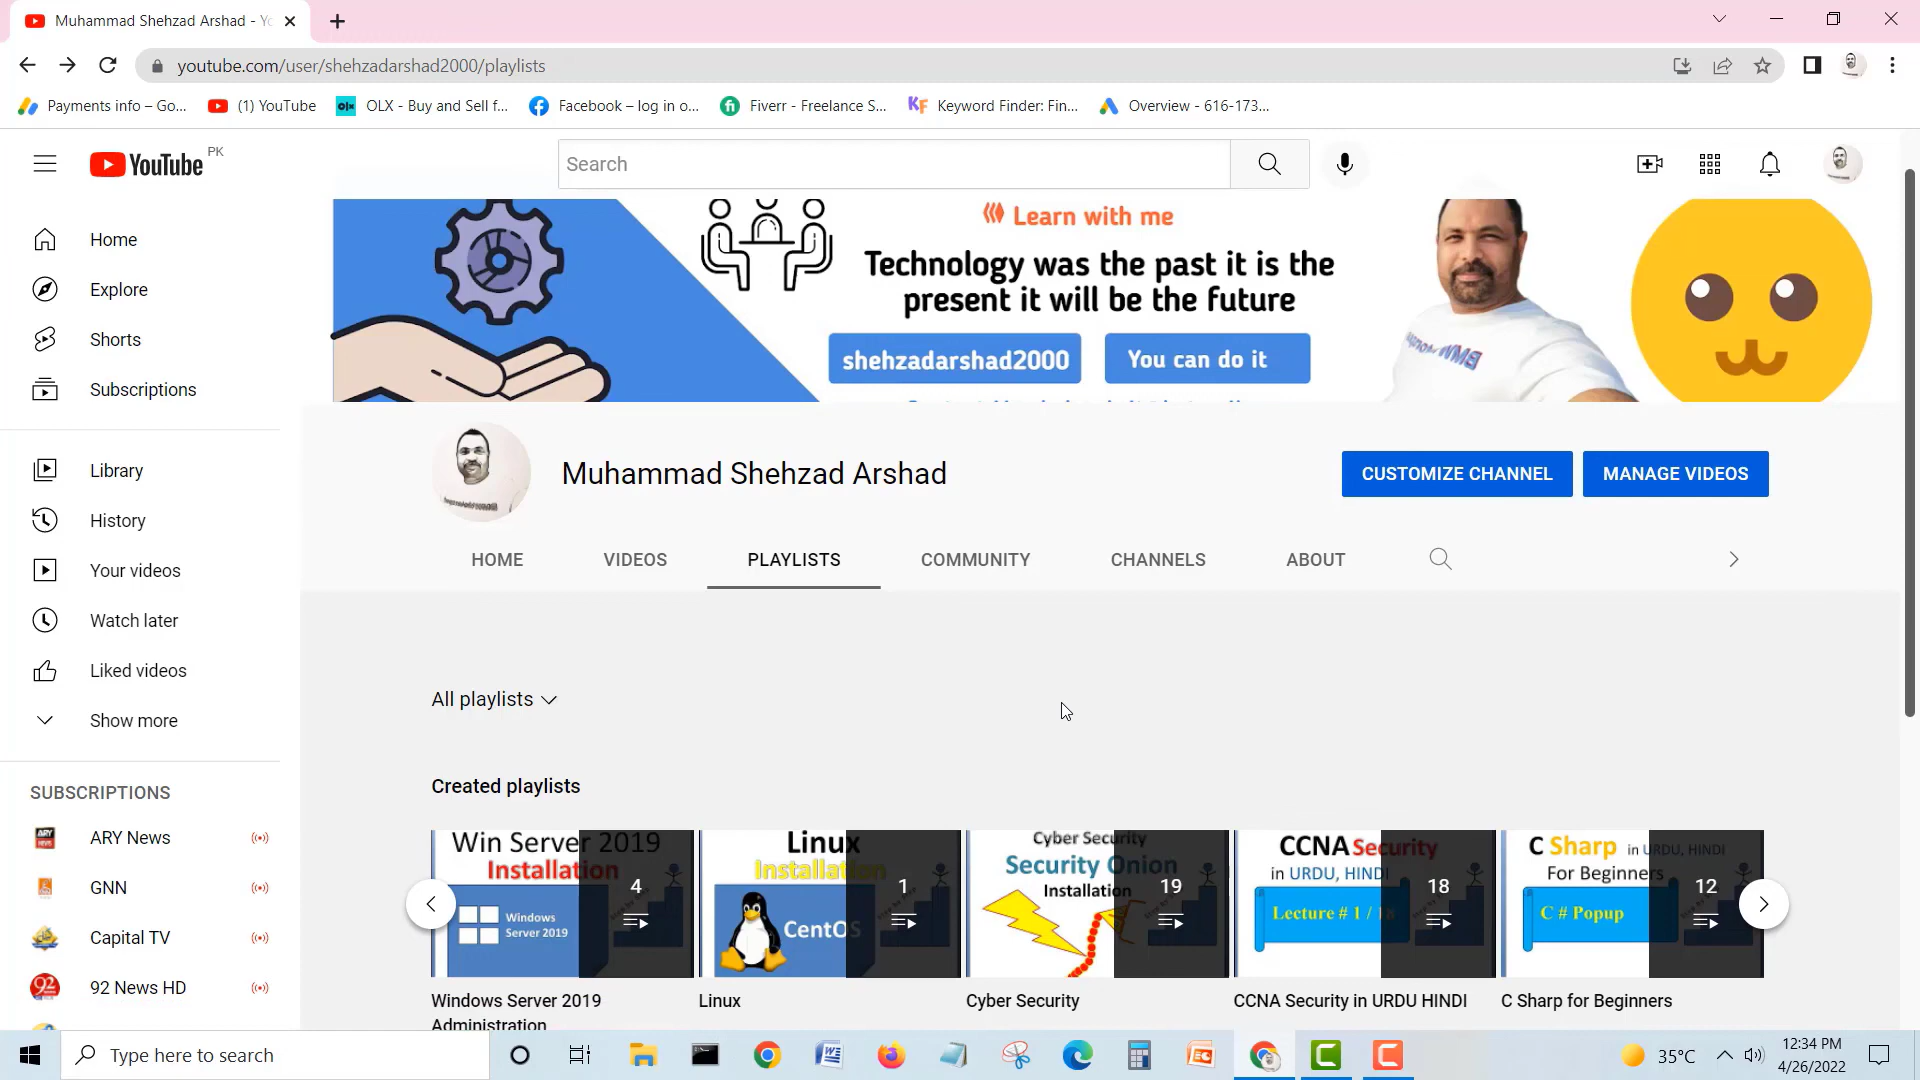 Muhammad Shehzad Arshad - Yo
youtube.com/user/shehzadarshad2000/playlists
Payments info – Go...
(1) YouTube
OLX - Buy and Sell f...
Facebook – log in o...
Fiverr - Freelance S...
Keyword Finder: Fin...
Overview - 616-173...
YouTube PK
Search
Home
Explore
Shorts
Subscriptions
Library
History
Your videos
Watch later
Liked videos
Show more
SUBSCRIPTIONS
ARY News
GNN
Capital TV
92 News HD
Learn with me
Technology was the past it is the
present it will be the future
shehzadarshad2000
You can do it
Muhammad Shehzad Arshad
CUSTOMIZE CHANNEL
MANAGE VIDEOS
HOME
VIDEOS
PLAYLISTS
COMMUNITY
CHANNELS
ABOUT
All playlists
Created playlists
Win Server 2019
Installation
Windows
Server 2019
4
Windows Server 2019
Administration
Linux
Installation
CentOS
1
Linux
Cyber Security
Security Onion
Installation
19
Cyber Security
CCNA Security
in URDU, HINDI
Lecture # 1 / 18
18
CCNA Security in URDU HINDI
C Sharp in URDU, HINDI
For Beginners
C # Popup
12
C Sharp for Beginners
Type here to search
35°C
12:34 PM
4/26/2022